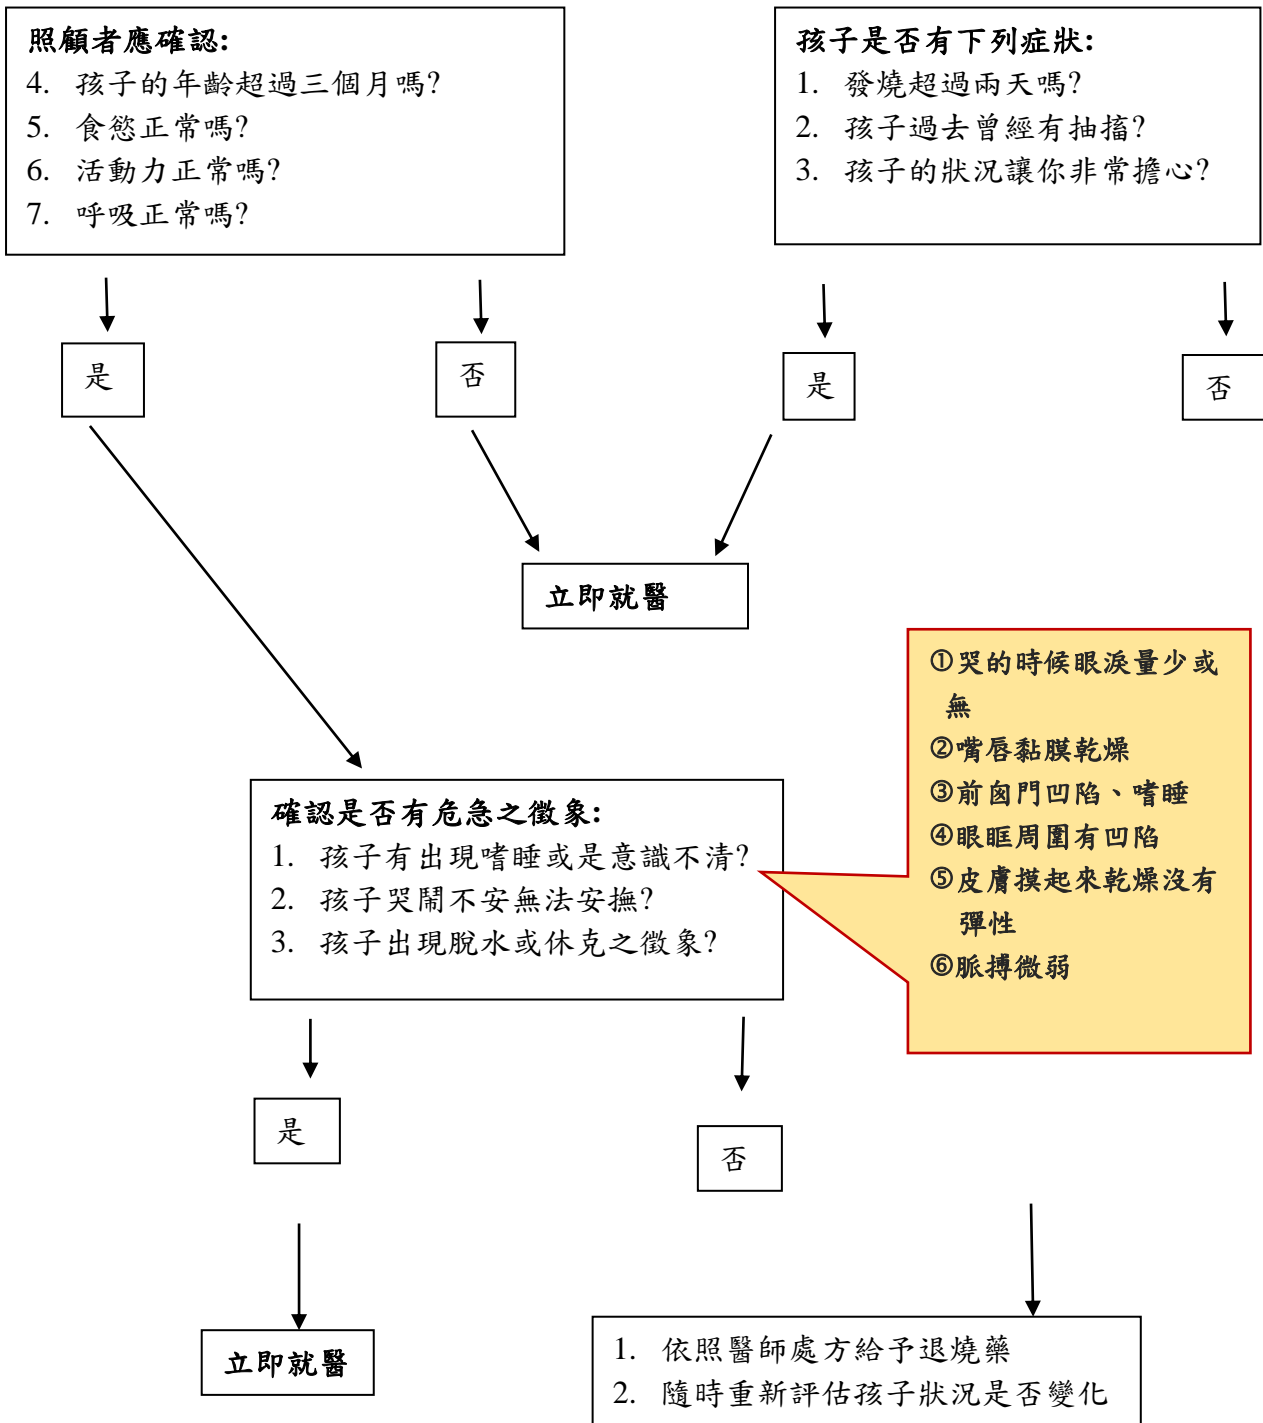 照顧者應確認:
4. 孩子的年齡超過三個月嗎?
5. 食慾正常嗎?
6. 活動力正常嗎?
7. 呼吸正常嗎?
孩子是否有下列症狀:
1. 發燒超過兩天嗎?
2. 孩子過去曾經有抽搐?
3. 孩子的狀況讓你非常擔心?
是
否
是
否
立即就醫
確認是否有危急之徵象:
1. 孩子有出現嗜睡或是意識不清?
2. 孩子哭鬧不安無法安撫?
3. 孩子出現脫水或休克之徵象?
①哭的時候眼淚量少或
無
②嘴唇黏膜乾燥
③前囪門凹陷、嗜睡
④眼眶周圍有凹陷
⑤皮膚摸起來乾燥沒有
彈性
⑥脈搏微弱
是
否
立即就醫
1. 依照醫師處方給予退燒藥
2. 隨時重新評估孩子狀況是否變化